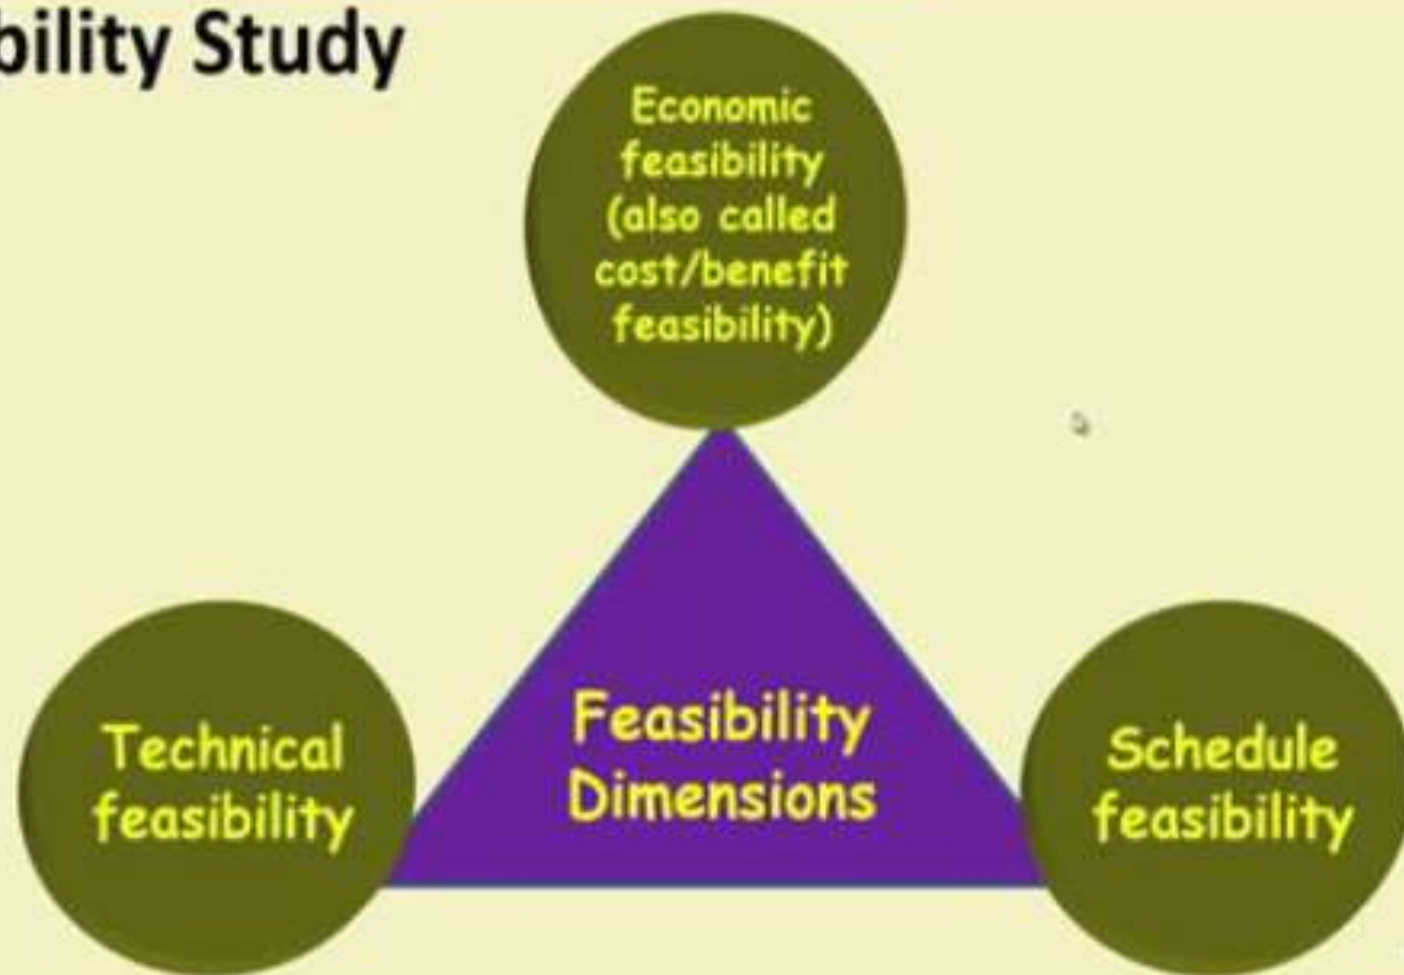 bility Study
Economic
feasibility
(also called
cost/benefit
feasibility)
Feasibility
Dimensions
Technical
feasibility
Schedule
feasibility